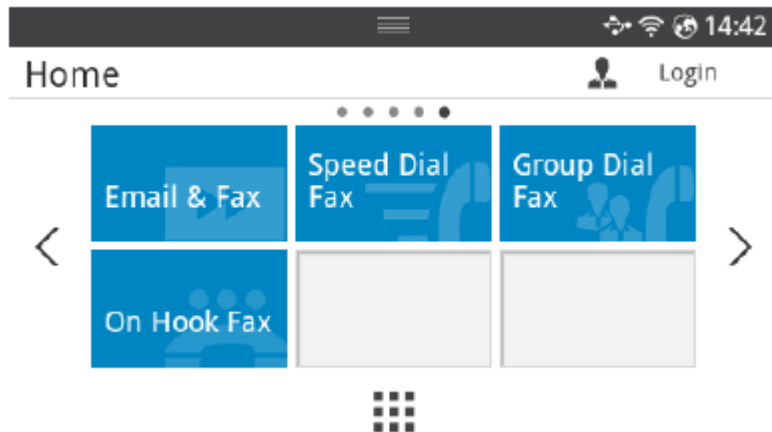 14:42
Home
Login
Email & Fax
Speed Dial
Fax
Group Dial
Fax
On Hook Fax